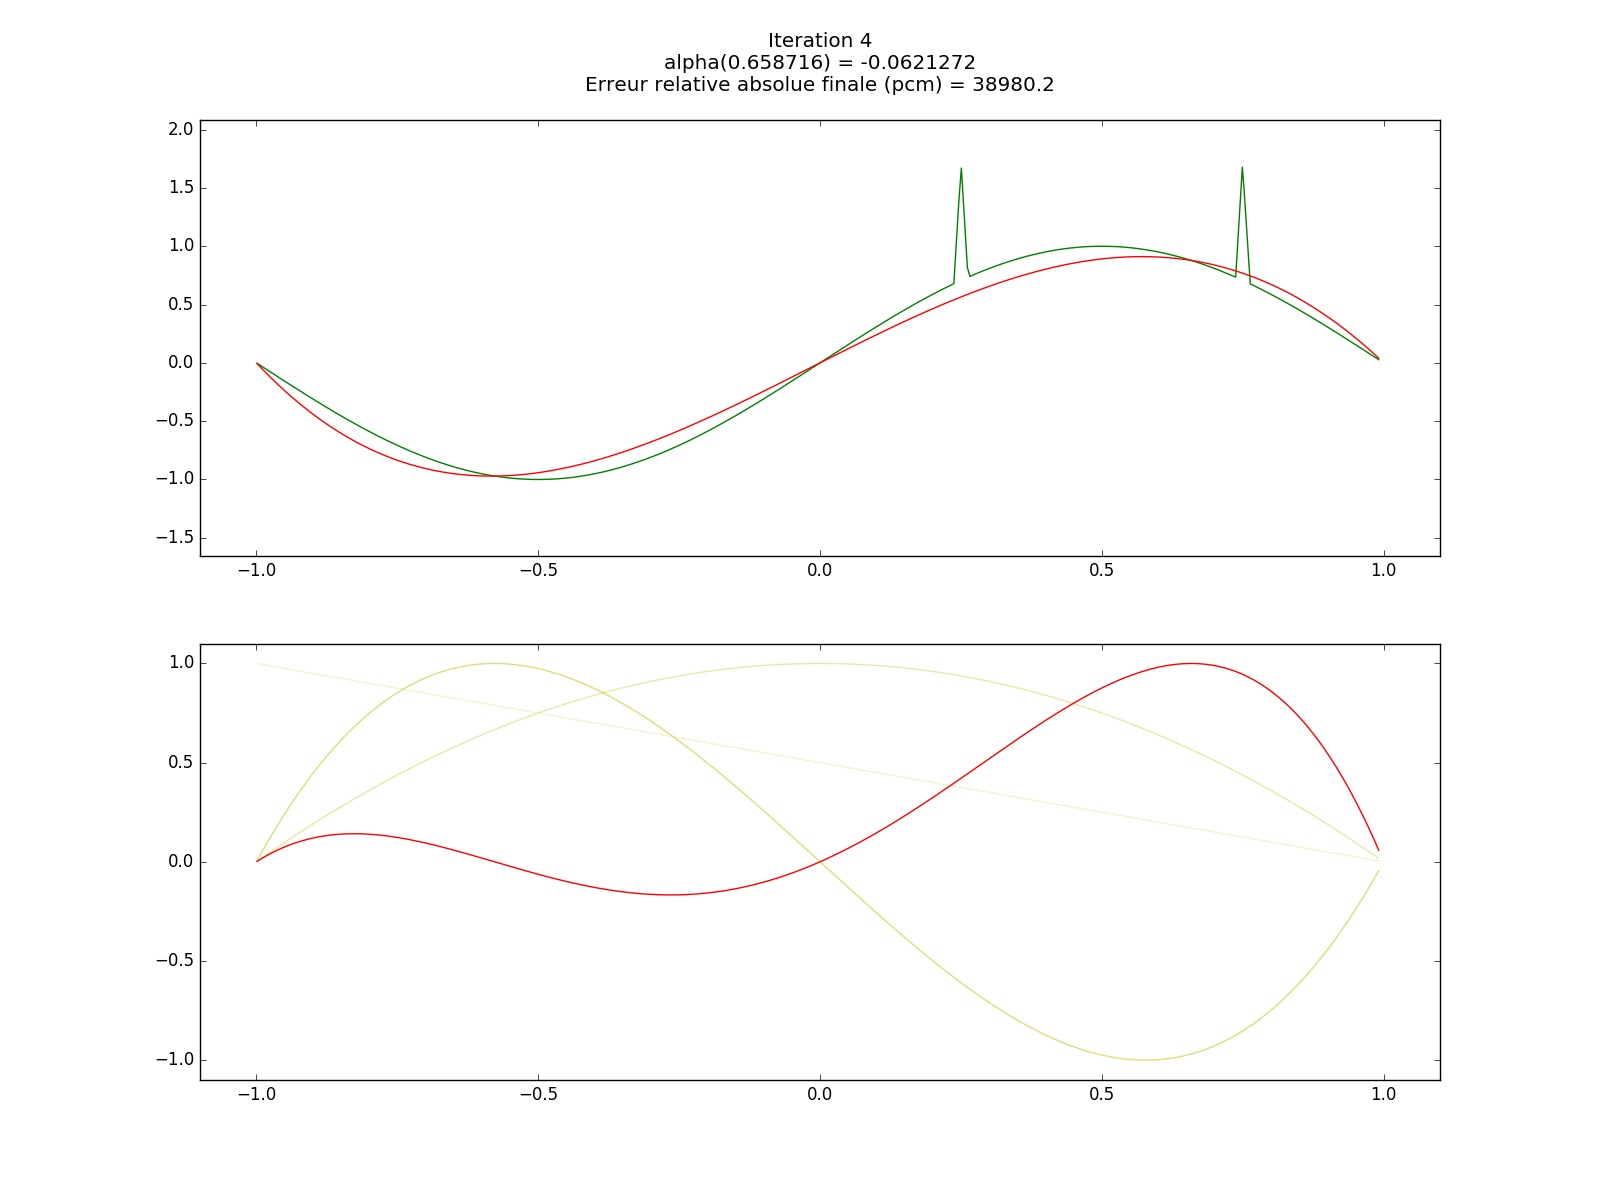 Iteration 4
alpha(0.658716) = -0.0621272
Erreur relative absolue finale (pcm) = 38980.2
2.0
1.5
1.0
0.5
0.0
−0.5
−1.0
−1.5
−1.0 −0.5 0.0 0.5 1.0
1.0
0.5
0.0
−0.5
−1.0
−1.0 −0.5 0.0 0.5 1.0